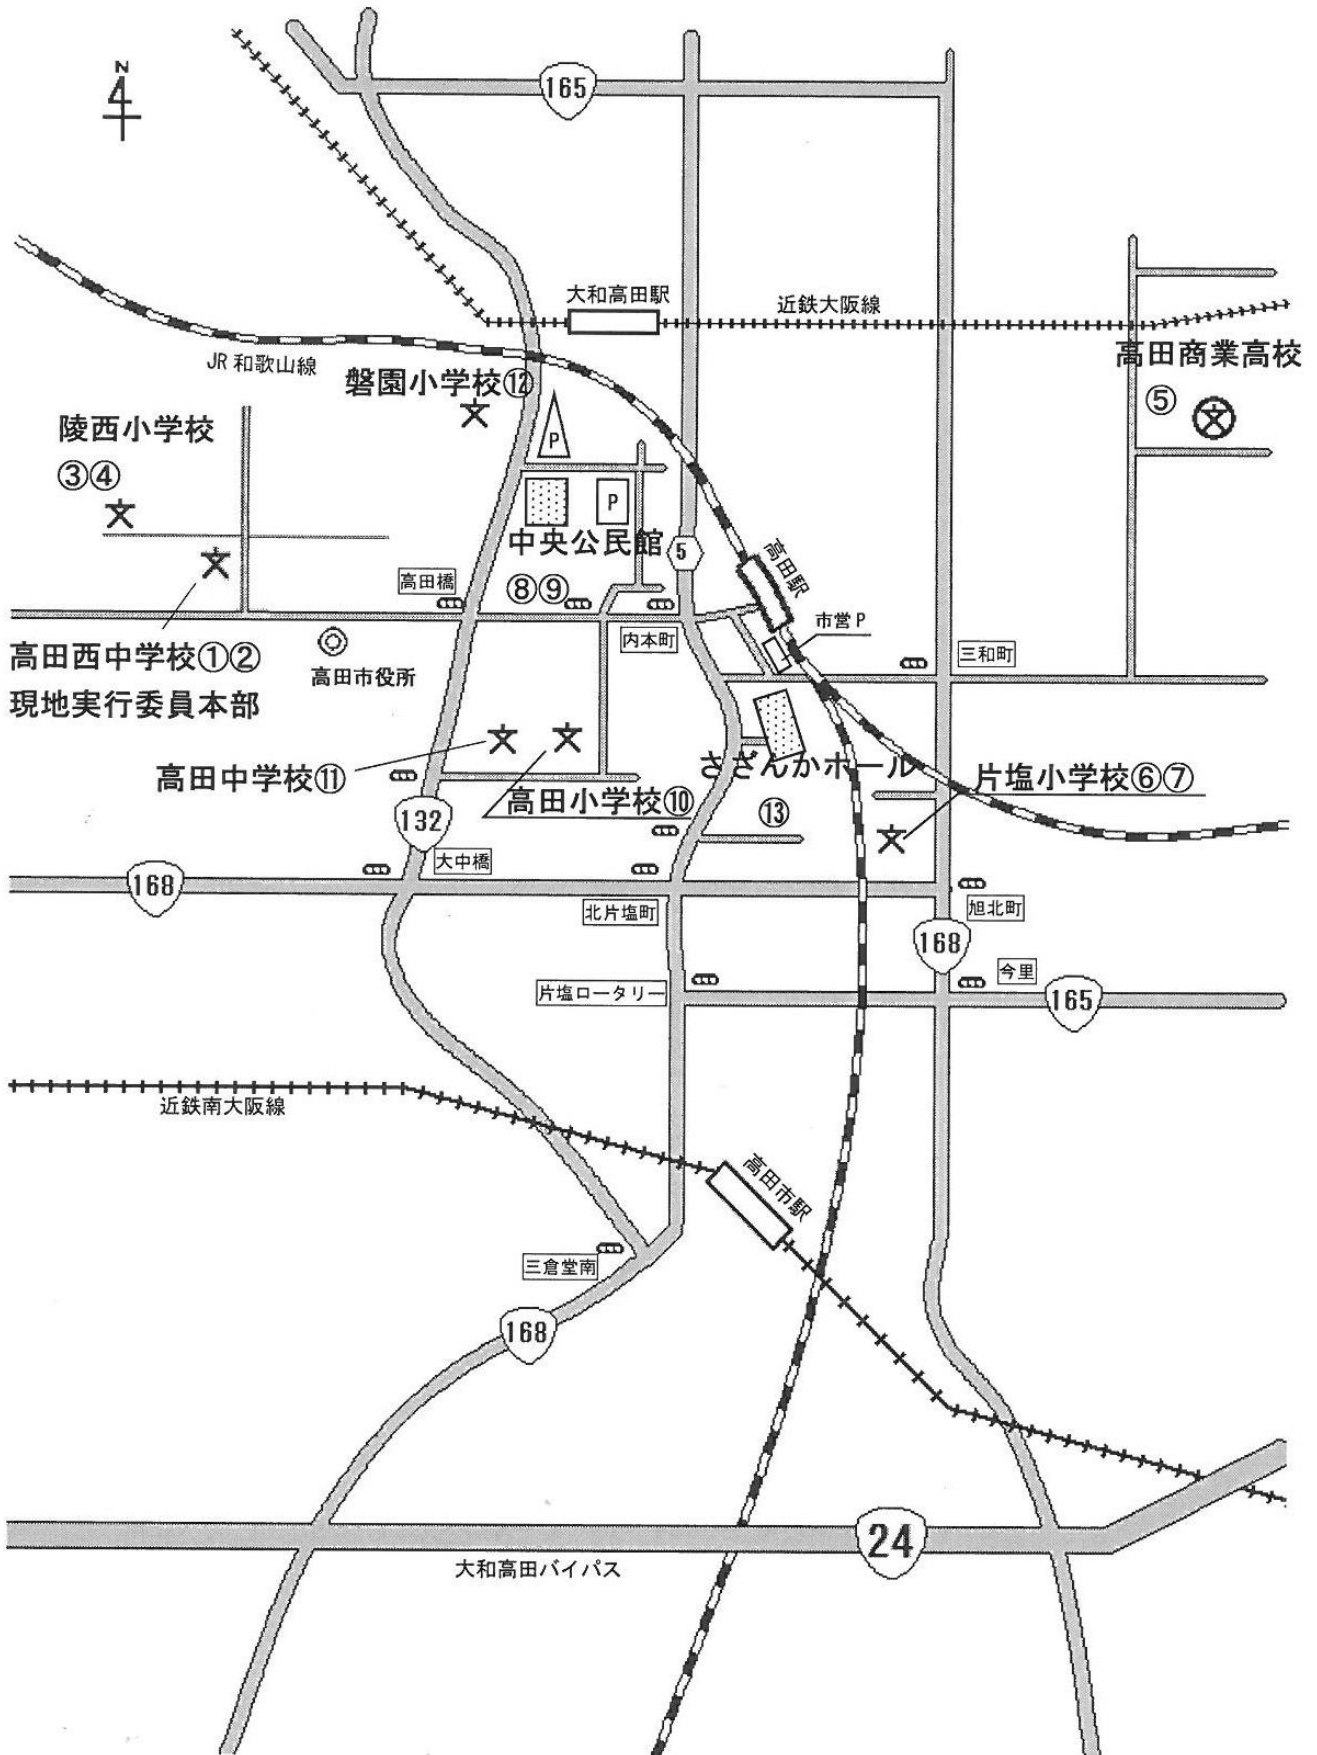 N
165
大和高田駅
近鉄大阪線
JR 和歌山線
磐園小学校⑫
高田商業高校
⑤
文
文
P
陵西小学校
③④
文
文
P
中央公民館
⑧⑨
5
高田駅
高田橋
内本町
市営 P
三和町
高田市役所
高田西中学校①②
現地実行委員本部
文
文
高田中学校⑪
高田小学校⑩
さざんかホール
⑬
片塩小学校⑥⑦
文
132
大中橋
168
北片塩町
旭北町
168
今里
片塩ロータリー
165
近鉄南大阪線
高田市駅
三倉堂南
168
24
大和高田バイパス